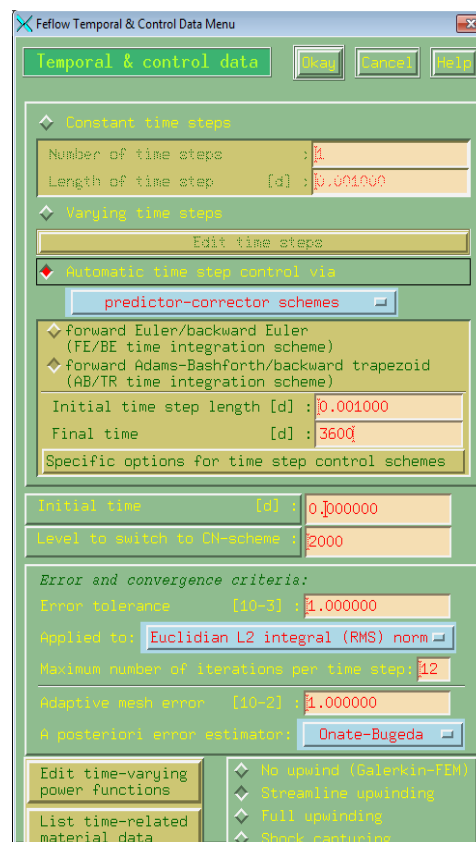 Feflow Temporal & Control Data Menu
Temporal & control data
Okay
Cancel
Help
Constant time steps
Number of time steps : 1
Length of time step [d] : 0.001000
Varying time steps
Edit time steps
Automatic time step control via
predictor-corrector schemes
forward Euler/backward Euler
(FE/BE time integration scheme)
forward Adams-Bashforth/backward trapezoid
(AB/TR time integration scheme)
Initial time step length [d] : 0.001000
Final time [d] : 3600
Specific options for time step control schemes
Initial time [d] : 0.000000
Level to switch to CN-scheme : 2000
Error and convergence criteria:
Error tolerance [10-3] : 1.000000
Applied to: Euclidian L2 integral (RMS) norm
Maximum number of iterations per time step: 12
Adaptive mesh error [10-2] : 1.000000
A posteriori error estimator: Onate-Bugeda
Edit time-varying
power functions
List time-related
material data
No upwind (Galerkin-FEM)
Streamline upwinding
Full upwinding
Shock capturing